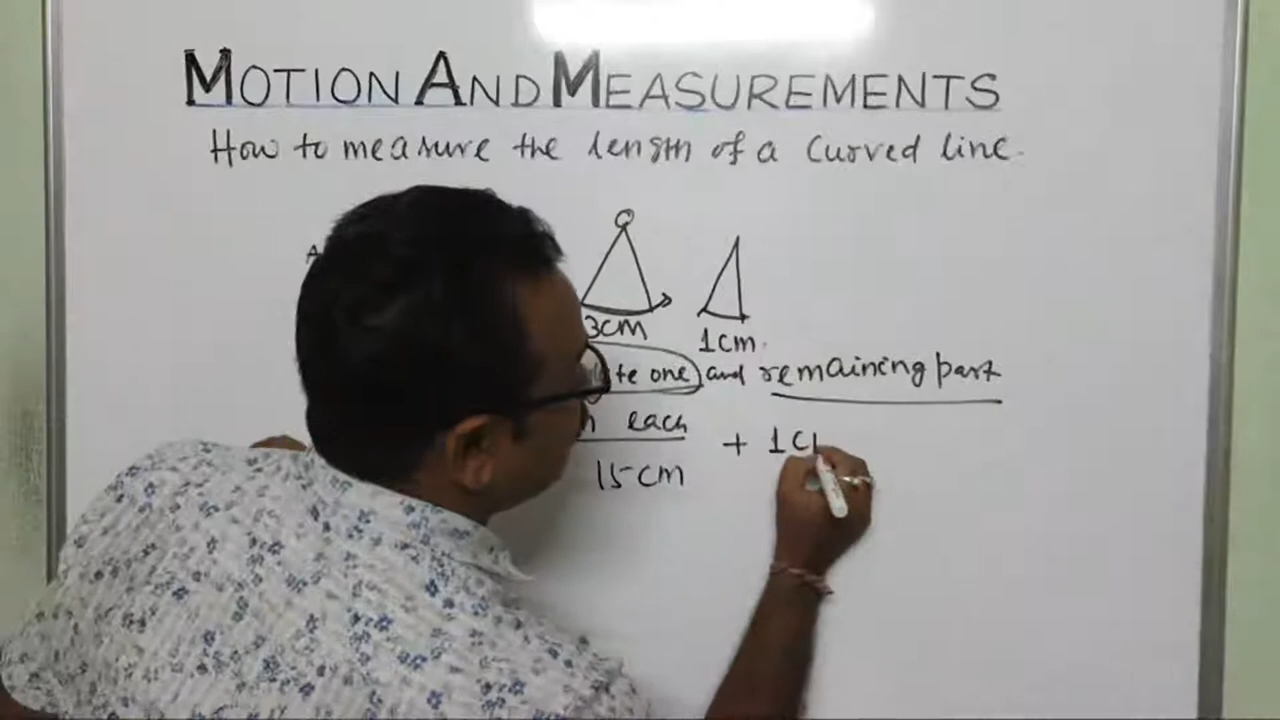 MOTION AND MEASUREMENTS
How to measure the length of a curved line.
A
3cm 1cm.
te one and remaining part
each
+ 1c
15cm